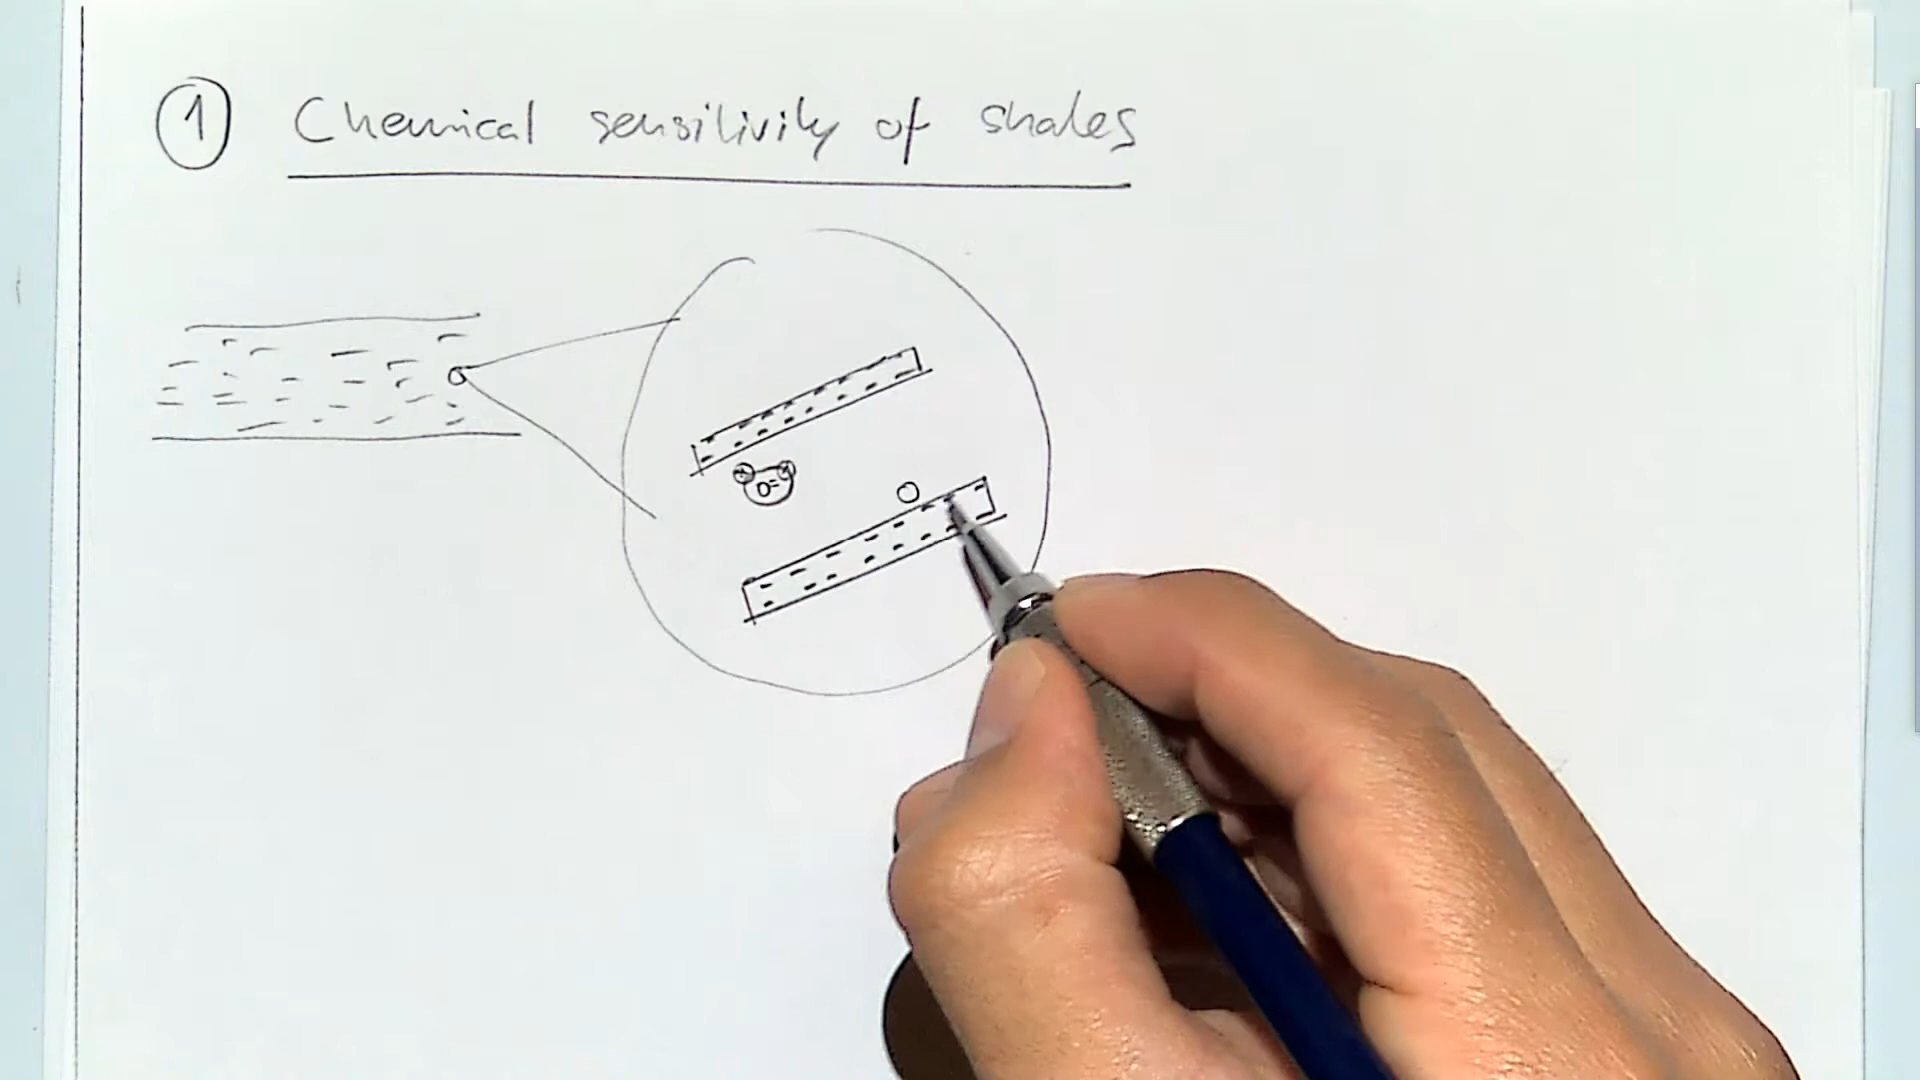 1 Chemical sensitivity of shales
O=